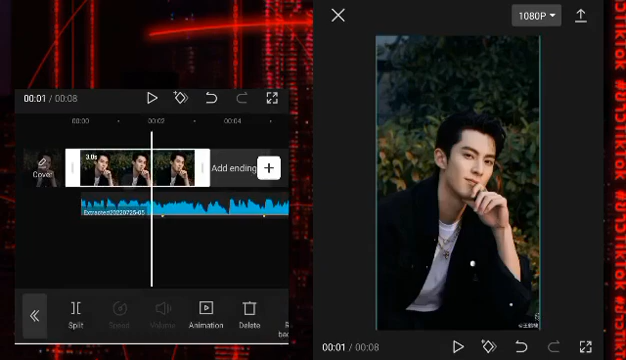 00:01 / 00:08
00:00
00:02
00:04
3.0s
Cover
Add ending
Extracted20220725-05
Split
Speed
Volume
Animation
Delete
1080P
00:01 / 00:08
TikTok